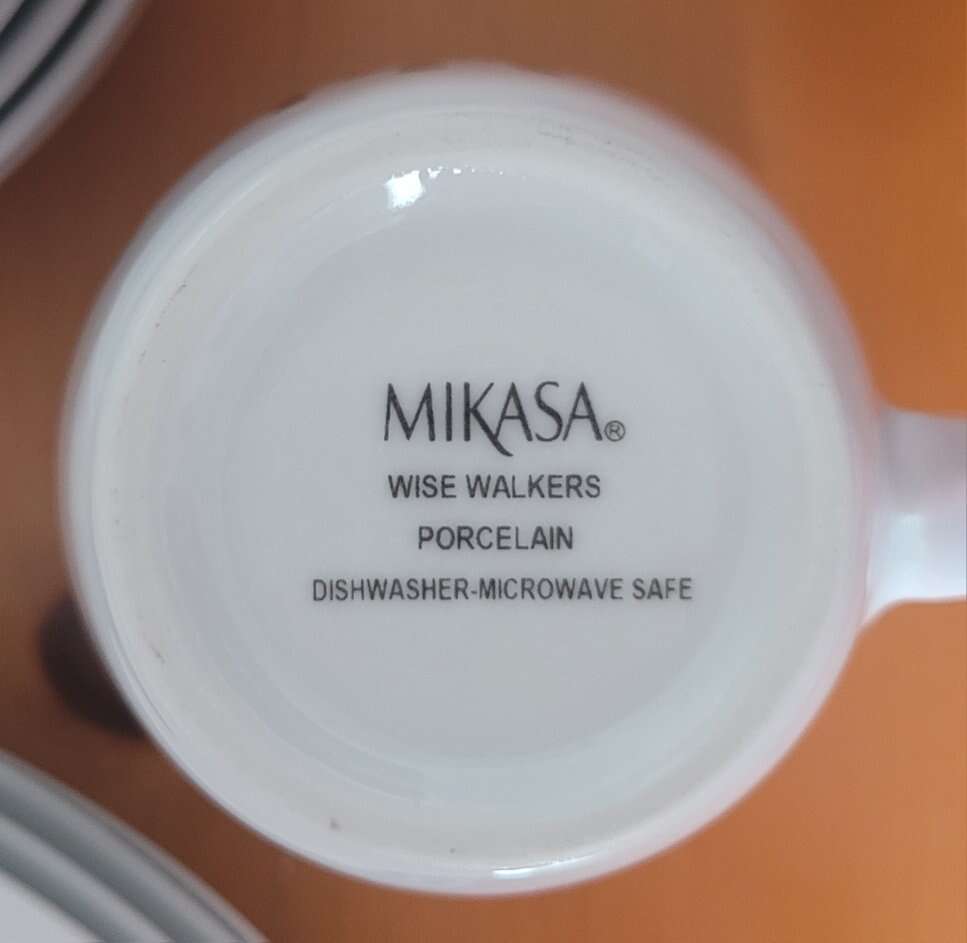 MIKASA®
WISE WALKERS
PORCELAIN
DISHWASHER-MICROWAVE SAFE